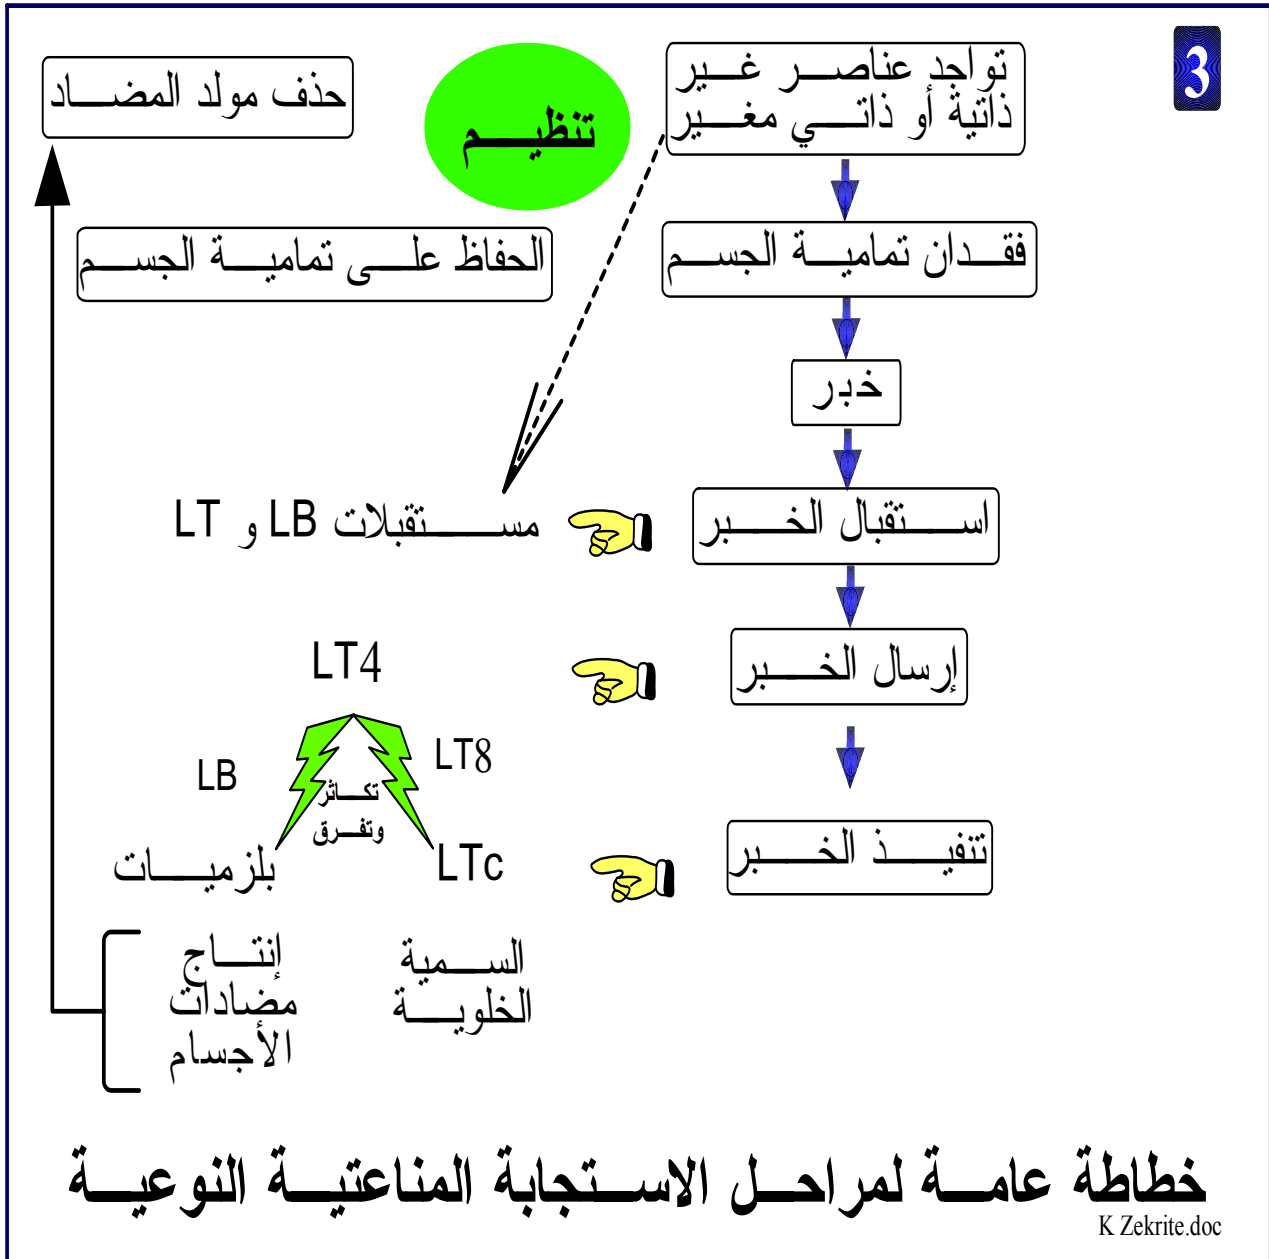 3
تواجد عناصر غير
ذاتية أو ذاتي مغير
تنظيم
حذف مولد المضاد
فقدان تمامية الجسم
الحفاظ على تمامية الجسم
خبر
استقبال الخبر
مستقبلات LB و LT
إرسال الخبر
LT4
LT8
LB
تكاثر
وتفرق
تنفيذ الخبر
LTc
بلزميات
السمية
الخلوية
إنتاج
مضادات
الأجسام
خطاطة عامة لمراحل الاستجابة المناعتية النوعية
K Zekrite.doc